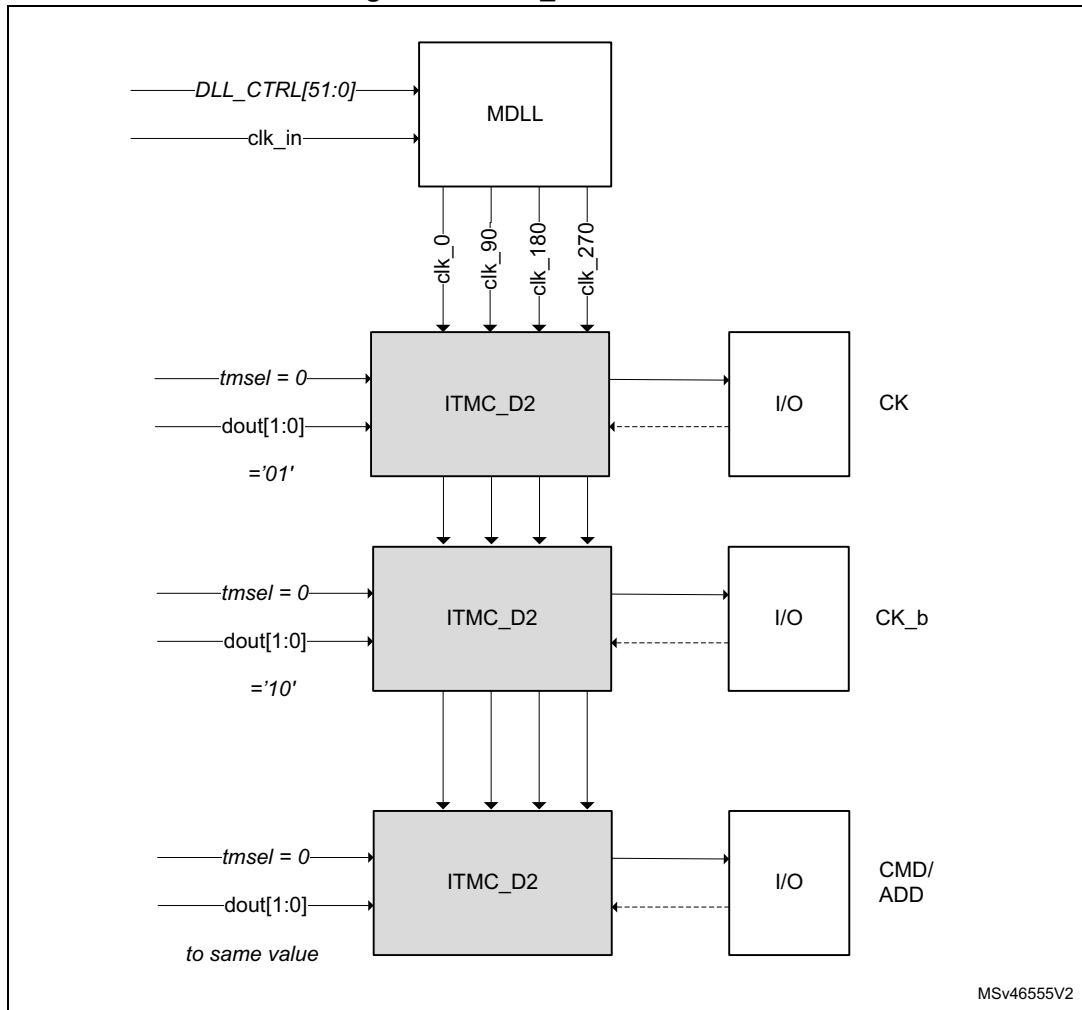 DLL_CTRL[51:0]
MDLL
clk_in
clk_0
clk_90
clk_180
clk_270
tmsel = 0
ITMC_D2
I/O
CK
dout[1:0]
='01'
tmsel = 0
ITMC_D2
I/O
CK_b
dout[1:0]
='10'
tmsel = 0
ITMC_D2
I/O
CMD/
ADD
dout[1:0]
to same value
MSv46555V2